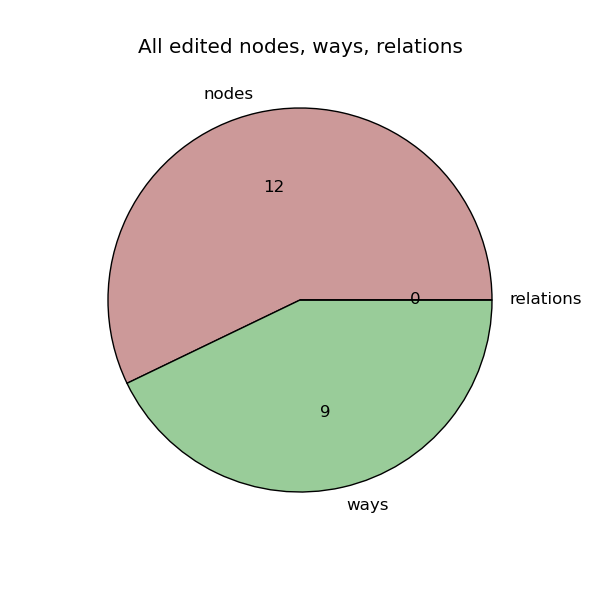 All edited nodes, ways, relations
nodes
12
0
relations
9
ways